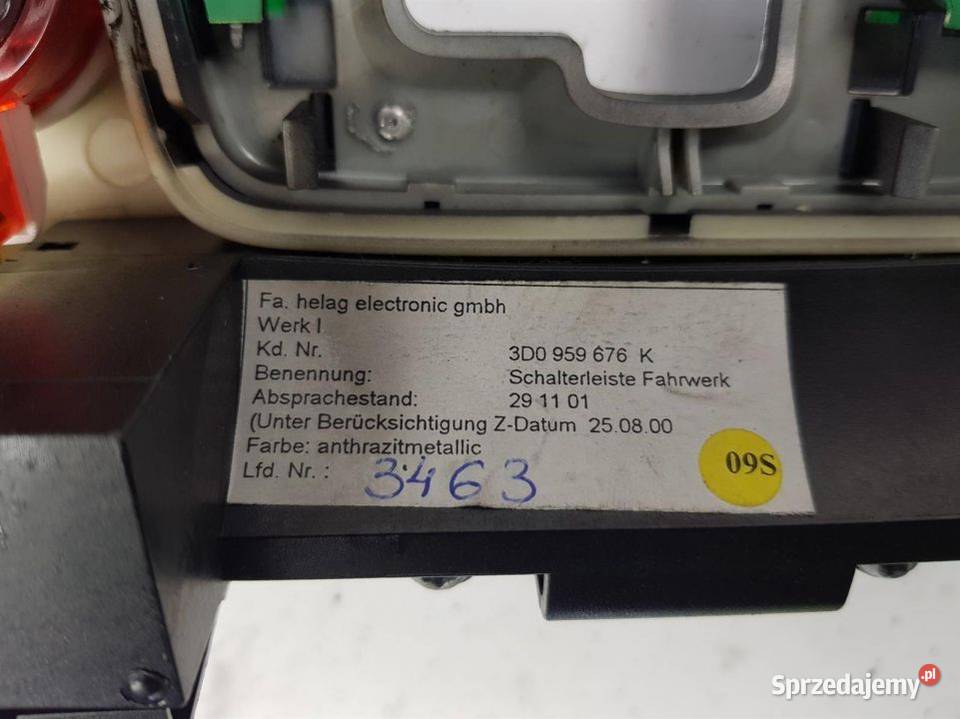 Fa. helag electronic gmbh
Werk I
Kd. Nr. 3D0 959 676 K
Benennung: Schalterleiste Fahrwerk
Absprachestand: 29 11 01
(Unter Berücksichtigung Z-Datum 25.08.00
Farbe: anthrazitmetallic
Lfd. Nr. : 3463
09S
Sprzedajemy.pl